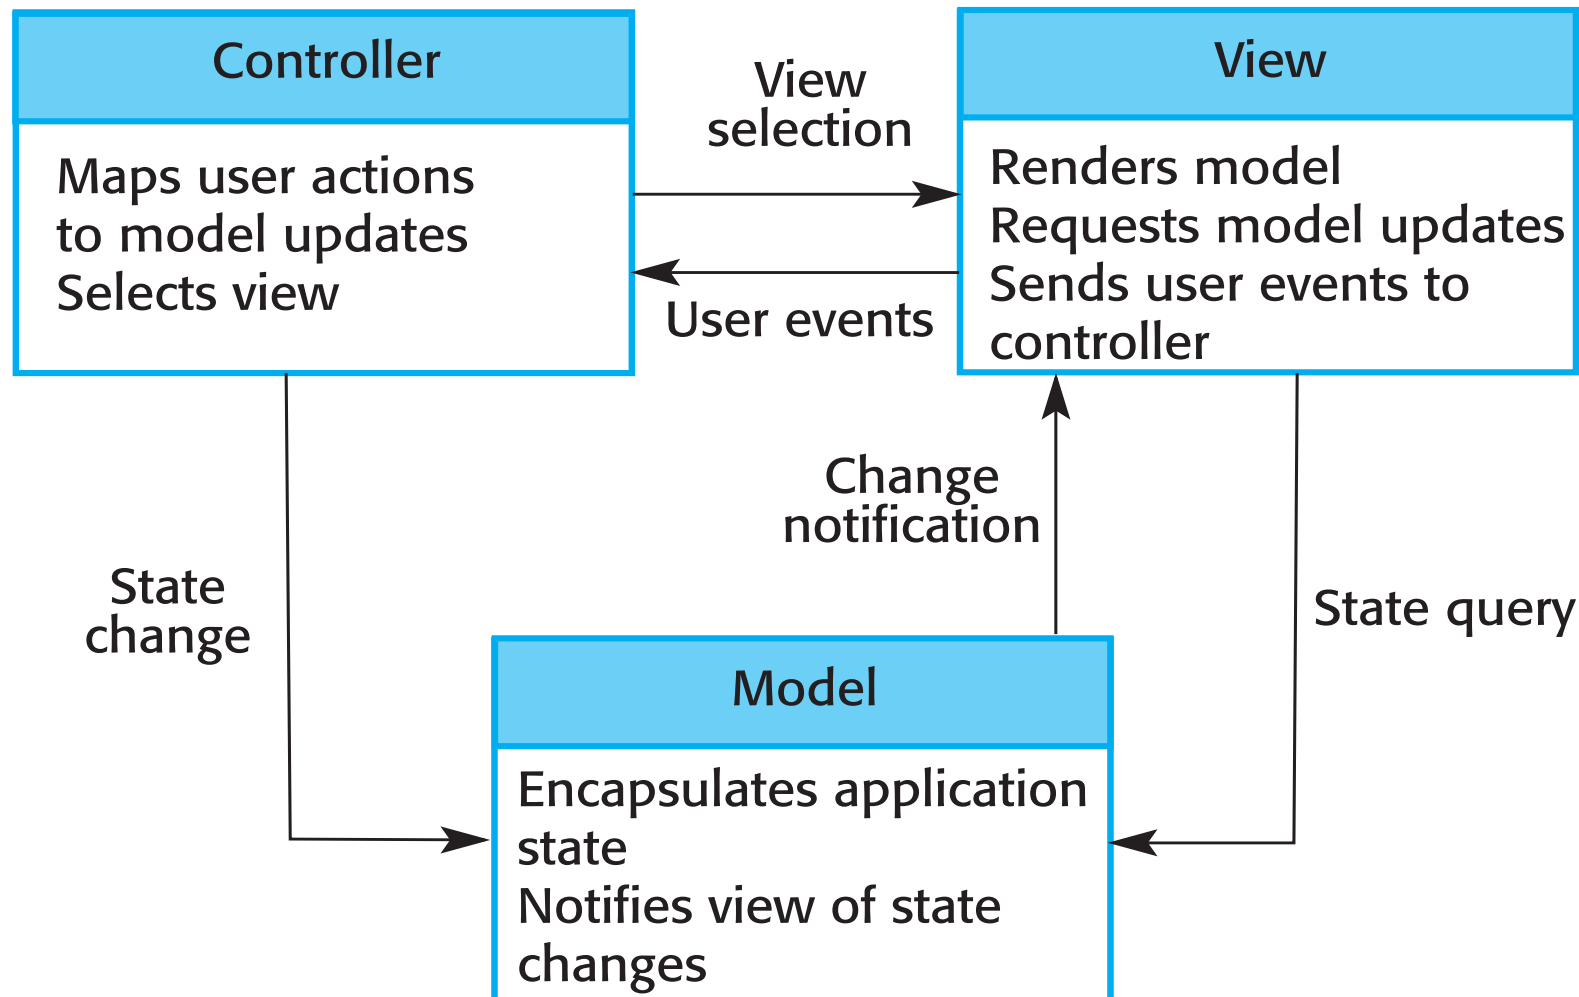 Controller
Maps user actions
to model updates
Selects view
View
selection
User events
View
Renders model
Requests model updates
Sends user events to
controller
State
change
Change
notification
State query
Model
Encapsulates application
state
Notifies view of state
changes